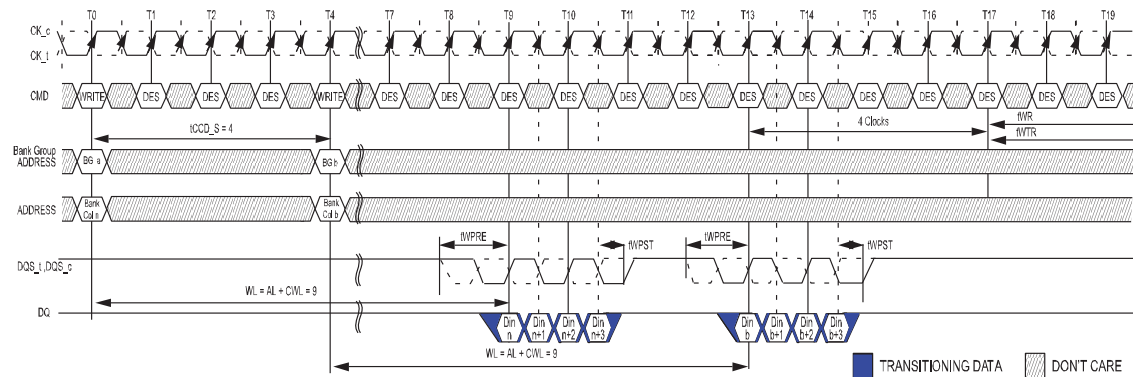 T0 T1 T2 T3 T4 T7 T8 T9 T10 T11 T12 T13 T14 T15 T16 T17 T18 T19
CK_c
CK_t
CMD WRITE DES DES DES WRITE DES DES DES DES DES DES DES DES DES DES DES DES DES
tCCD_S = 4
4 Clocks
tWR
tWTR
Bank Group
ADDRESS
BG a
BG b
ADDRESS
Bank
Col n
Bank
Col b
tWPRE
tWPST
tWPRE
tWPST
DQS_t ,DQS_c
WL = AL + CWL = 9
DQ
Din
n
Din
n+1
Din
n+2
Din
n+3
Din
b
Din
b+1
Din
b+2
Din
b+3
WL = AL + CWL = 9
TRANSITIONING DATA
DON'T CARE